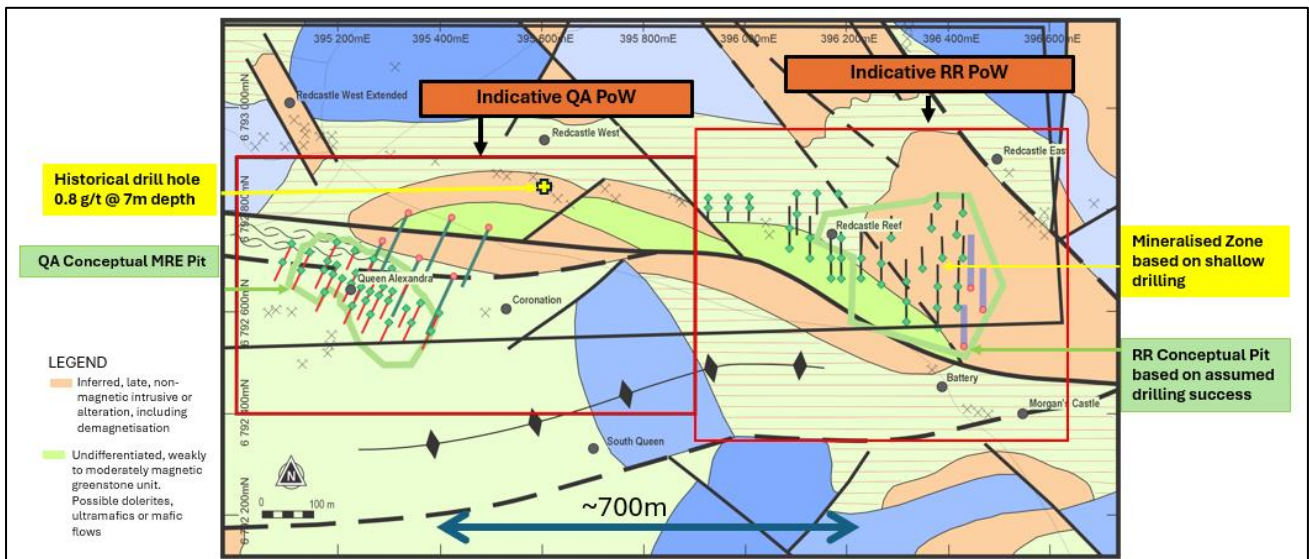 395 200mE
395 400mE
395 600mE
395 800mE
396 000mE
396 200mE
396 400mE
396 600mE
Indicative QA PoW
Indicative RR PoW
6 793 000mN
6 792 800mN
6 792 600mN
6 792 400mN
6 792 200mN
Redcastle West Extended
Redcastle West
Redcastle East
Historical drill hole
0.8 g/t @ 7m depth
QA Conceptual MRE Pit
Queen Alexandra
Coronation
Redcastle Reef
Mineralised Zone
based on shallow
drilling
RR Conceptual Pit
based on assumed
drilling success
Battery
Morgan's Castle
South Queen
LEGEND
Inferred, late, non-
magnetic intrusive or
alteration, including
demagnetisation
Undifferentiated, weakly
to moderately magnetic
greenstone unit.
Possible dolerites,
ultramafics or mafic
flows
N
0 100 m
~700m